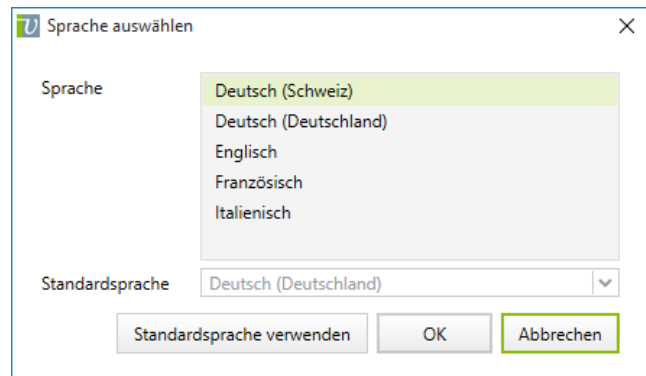 Sprache auswählen
Sprache
Deutsch (Schweiz)
Deutsch (Deutschland)
Englisch
Französisch
Italienisch
Standardsprache
Deutsch (Deutschland)
Standardsprache verwenden
OK
Abbrechen